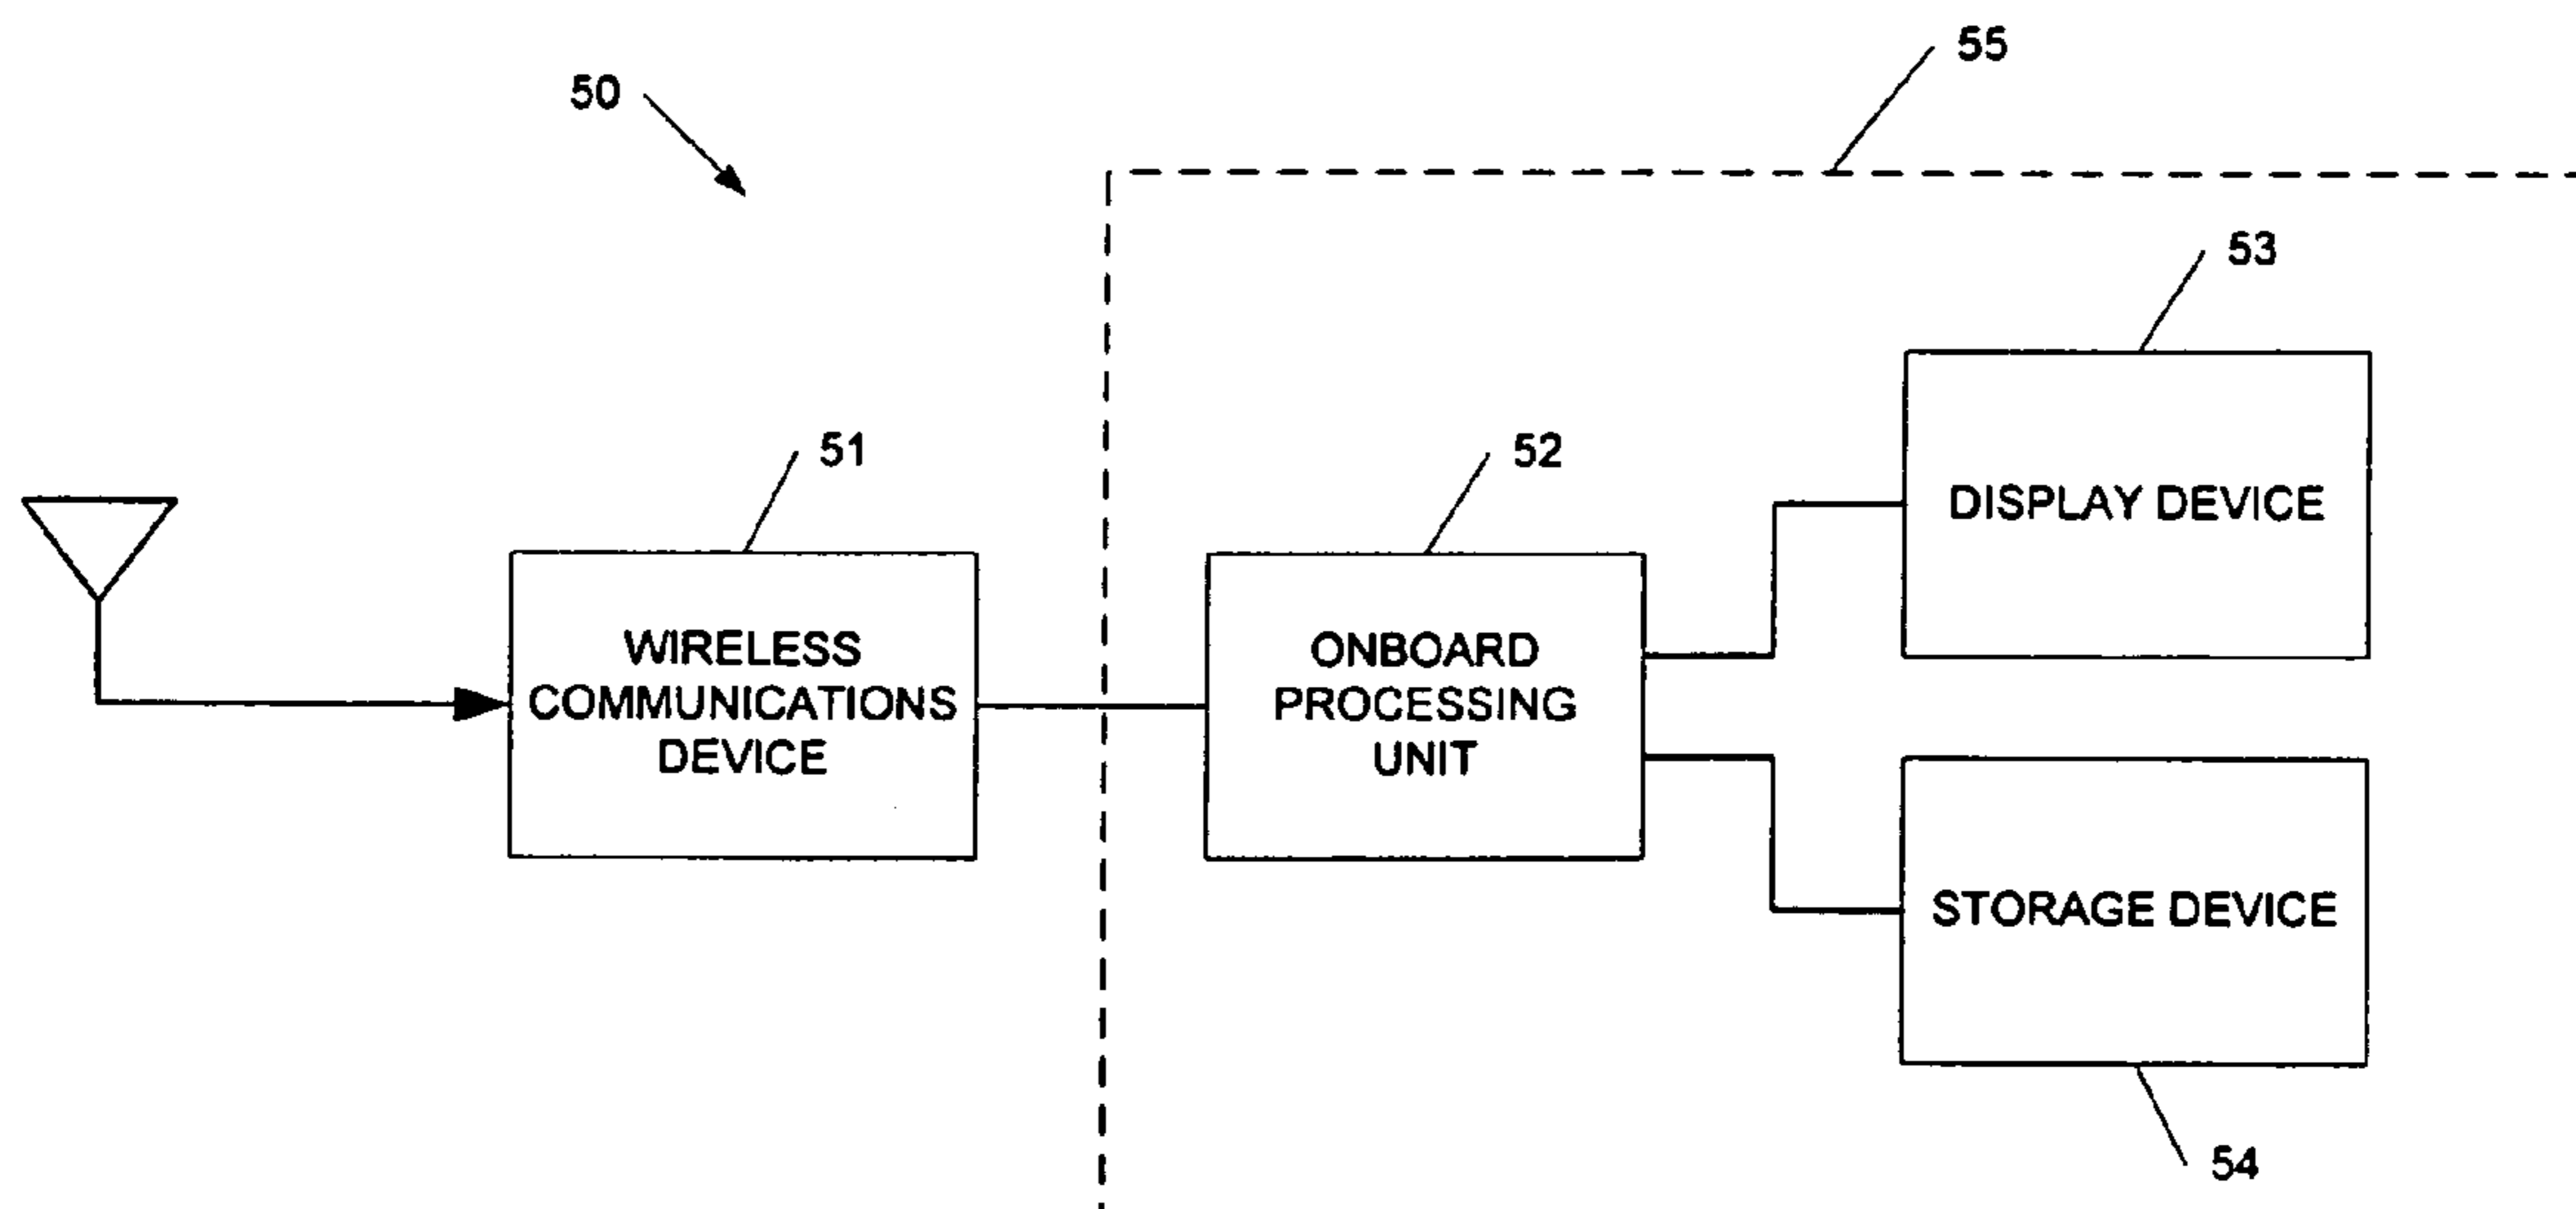 55
50
53
51
52
DISPLAY DEVICE
WIRELESS
COMMUNICATIONS
DEVICE
ONBOARD
PROCESSING
UNIT
STORAGE DEVICE
54